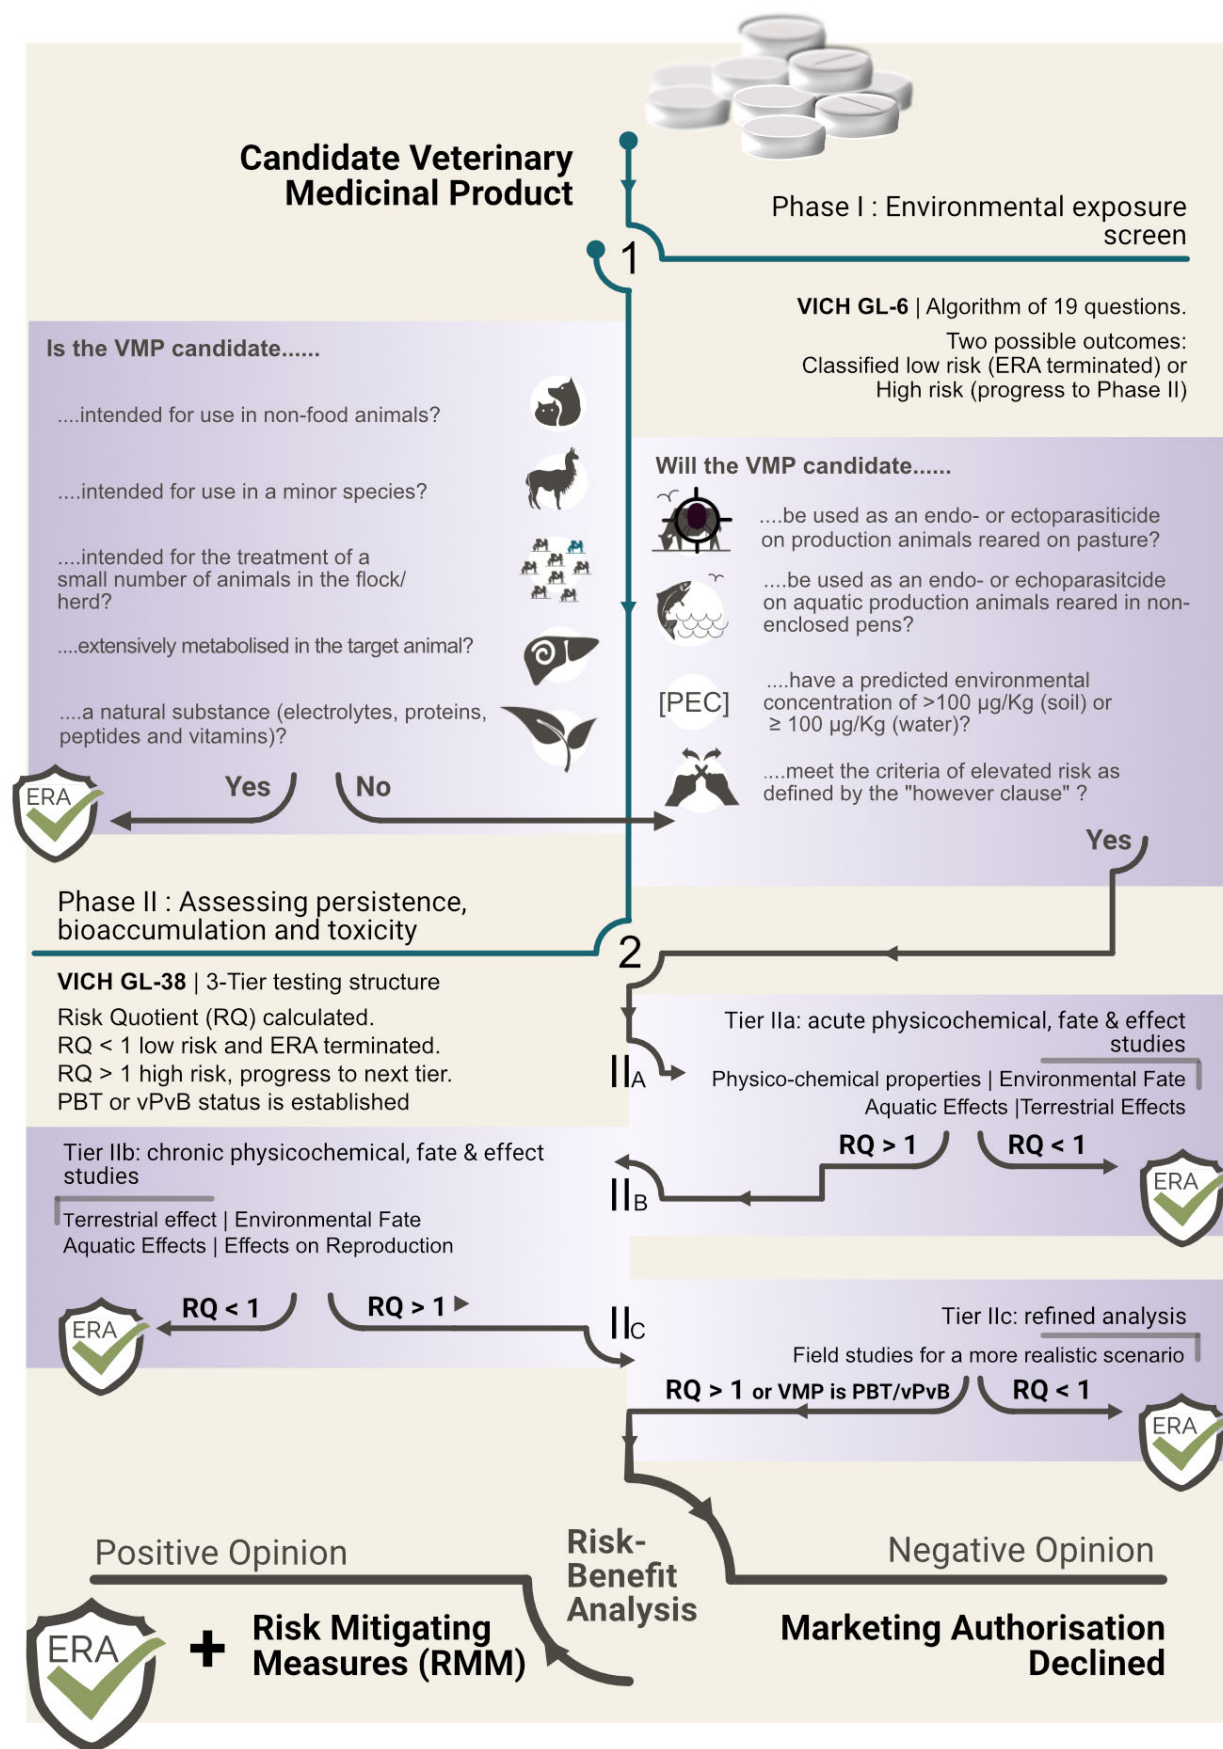 Candidate Veterinary
Medicinal Product
Phase I : Environmental exposure
screen
1
VICH GL-6 | Algorithm of 19 questions.
Two possible outcomes:
Classified low risk (ERA terminated) or
High risk (progress to Phase II)
Is the VMP candidate......
....intended for use in non-food animals?
....intended for use in a minor species?
....intended for the treatment of a
small number of animals in the flock/
herd?
....extensively metabolised in the target animal?
....a natural substance (electrolytes, proteins,
peptides and vitamins)?
Yes
No
ERA
Will the VMP candidate......
....be used as an endo- or ectoparasiticide
on production animals reared on pasture?
....be used as an endo- or echoparasitcide
on aquatic production animals reared in non-
enclosed pens?
[PEC]
....have a predicted environmental
concentration of >100 µg/Kg (soil) or
≥ 100 µg/Kg (water)?
....meet the criteria of elevated risk as
defined by the "however clause" ?
Yes
Phase II : Assessing persistence,
bioaccumulation and toxicity
2
VICH GL-38 | 3-Tier testing structure
Risk Quotient (RQ) calculated.
RQ < 1 low risk and ERA terminated.
RQ > 1 high risk, progress to next tier.
PBT or vPvB status is established
IIA
Tier IIa: acute physicochemical, fate & effect
studies
Physico-chemical properties | Environmental Fate
Aquatic Effects |Terrestrial Effects
RQ > 1
RQ < 1
ERA
IIB
Tier IIb: chronic physicochemical, fate & effect
studies
Terrestrial effect | Environmental Fate
Aquatic Effects | Effects on Reproduction
RQ < 1
RQ > 1
ERA
IIC
Tier IIc: refined analysis
Field studies for a more realistic scenario
RQ > 1 or VMP is PBT/vPvB
RQ < 1
ERA
Risk-
Benefit
Analysis
Positive Opinion
ERA
+
Risk Mitigating
Measures (RMM)
Negative Opinion
Marketing Authorisation
Declined